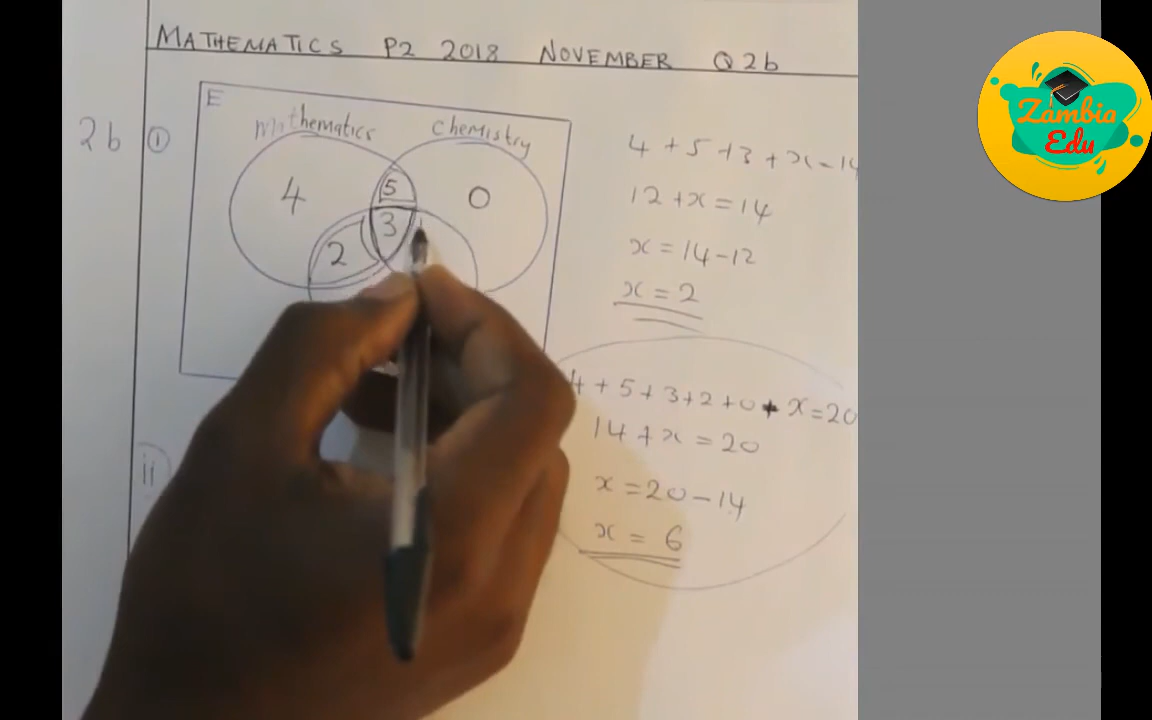 MATHEMATICS P2 2018 NOVEMBER Q2b
2b i
E
Mathematics
Chemistry
4
5
0
3
2
4 + 5 + 3 + x - 14
12 + x = 14
x = 14 - 12
x = 2
4 + 5 + 3 + 2 + 0 + x = 20
14 + x = 20
x = 20 - 14
x = 6
ii
Zambia
Edu